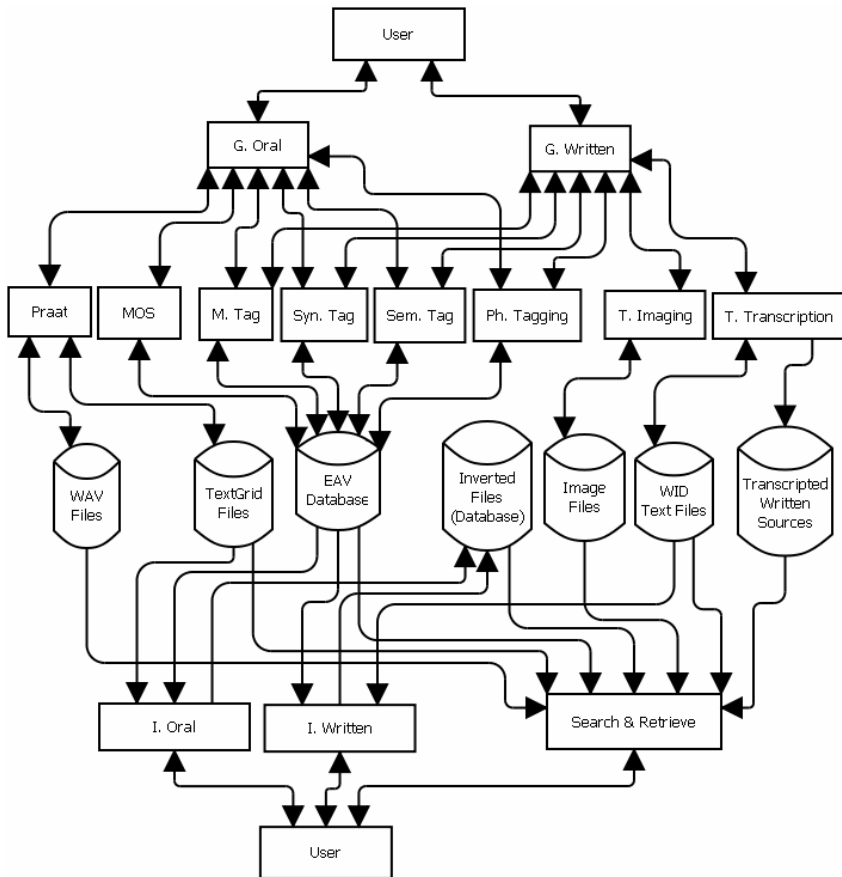 User
G. Oral
G. Written
Praat
MOS
M. Tag
Syn. Tag
Sem. Tag
Ph. Tagging
T. Imaging
T. Transcription
WAV
Files
TextGrid
Files
EAV
Database
Inverted
Files
(Database)
Image
Files
WID
Text Files
Transcripted
Written
Sources
I. Oral
I. Written
Search & Retrieve
User